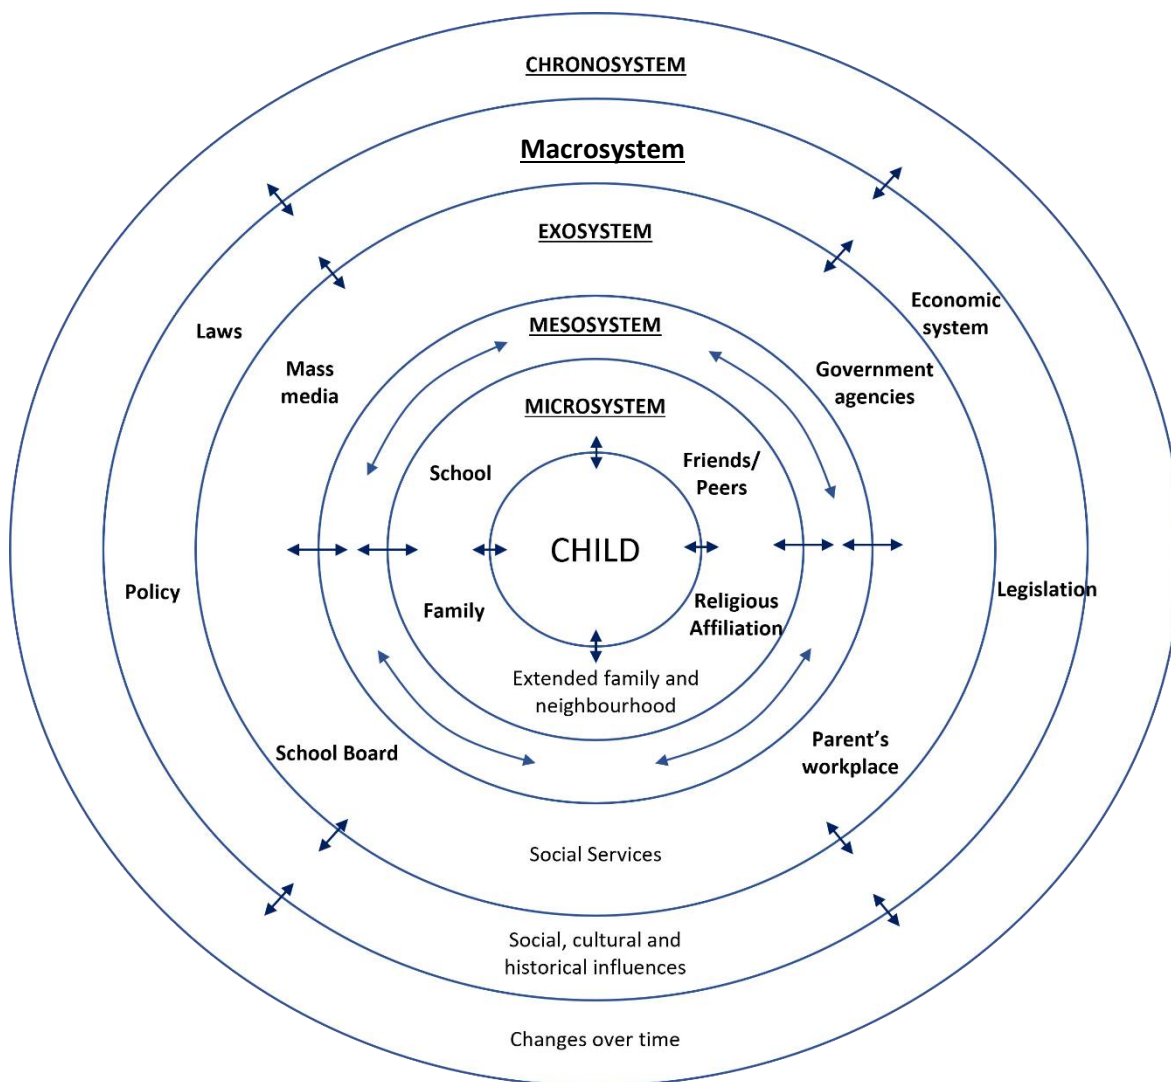 CHRONOSYSTEM
Macrosystem
EXOSYSTEM
Economic
system
Laws
MESOSYSTEM
Mass
media
Government
agencies
MICROSYSTEM
School
Friends/
Peers
CHILD
Policy
Legislation
Family
Religious
Affiliation
Extended family and
neighbourhood
School Board
Parent’s
workplace
Social Services
Social, cultural and
historical influences
Changes over time